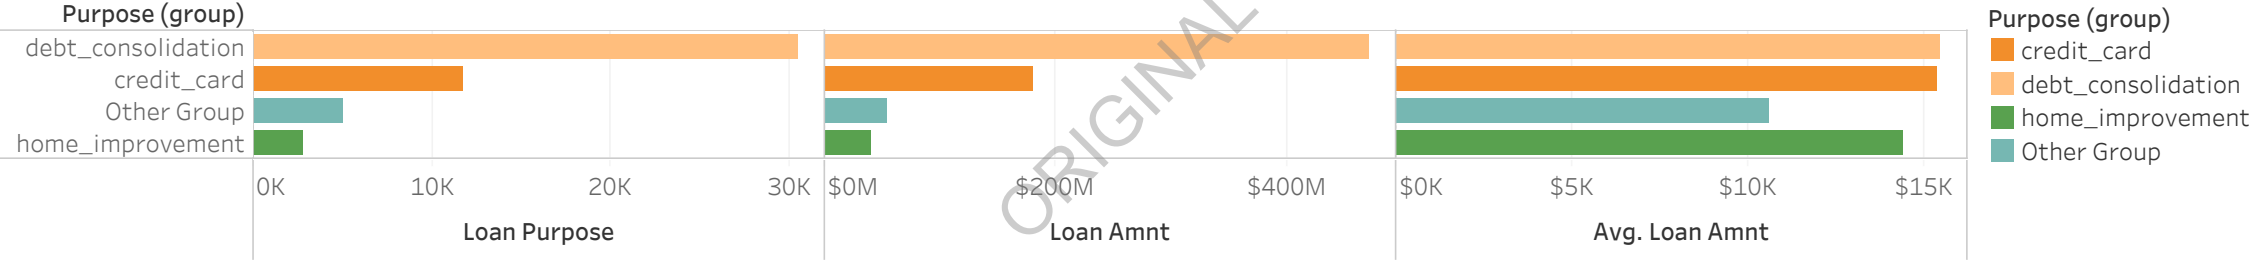 Purpose (group)
debt_consolidation
credit_card
Other Group
home_improvement
0K 10K 20K 30K
Loan Purpose
$0M $200M $400M
Loan Amnt
$0K $5K $10K $15K
Avg. Loan Amnt
Purpose (group)
credit_card
debt_consolidation
home_improvement
Other Group
ORIGINAL